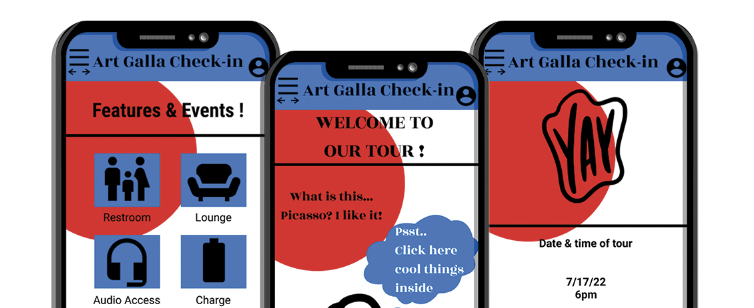 Art Galla Check-in
Features & Events !
Restroom
Lounge
Audio Access
Charge
Art Galla Check-in
WELCOME TO
OUR TOUR !
What is this...
Picasso? I like it!
Psst..
Click here
cool things
inside
Art Galla Check-in
YAY
Date & time of tour
7/17/22
6pm